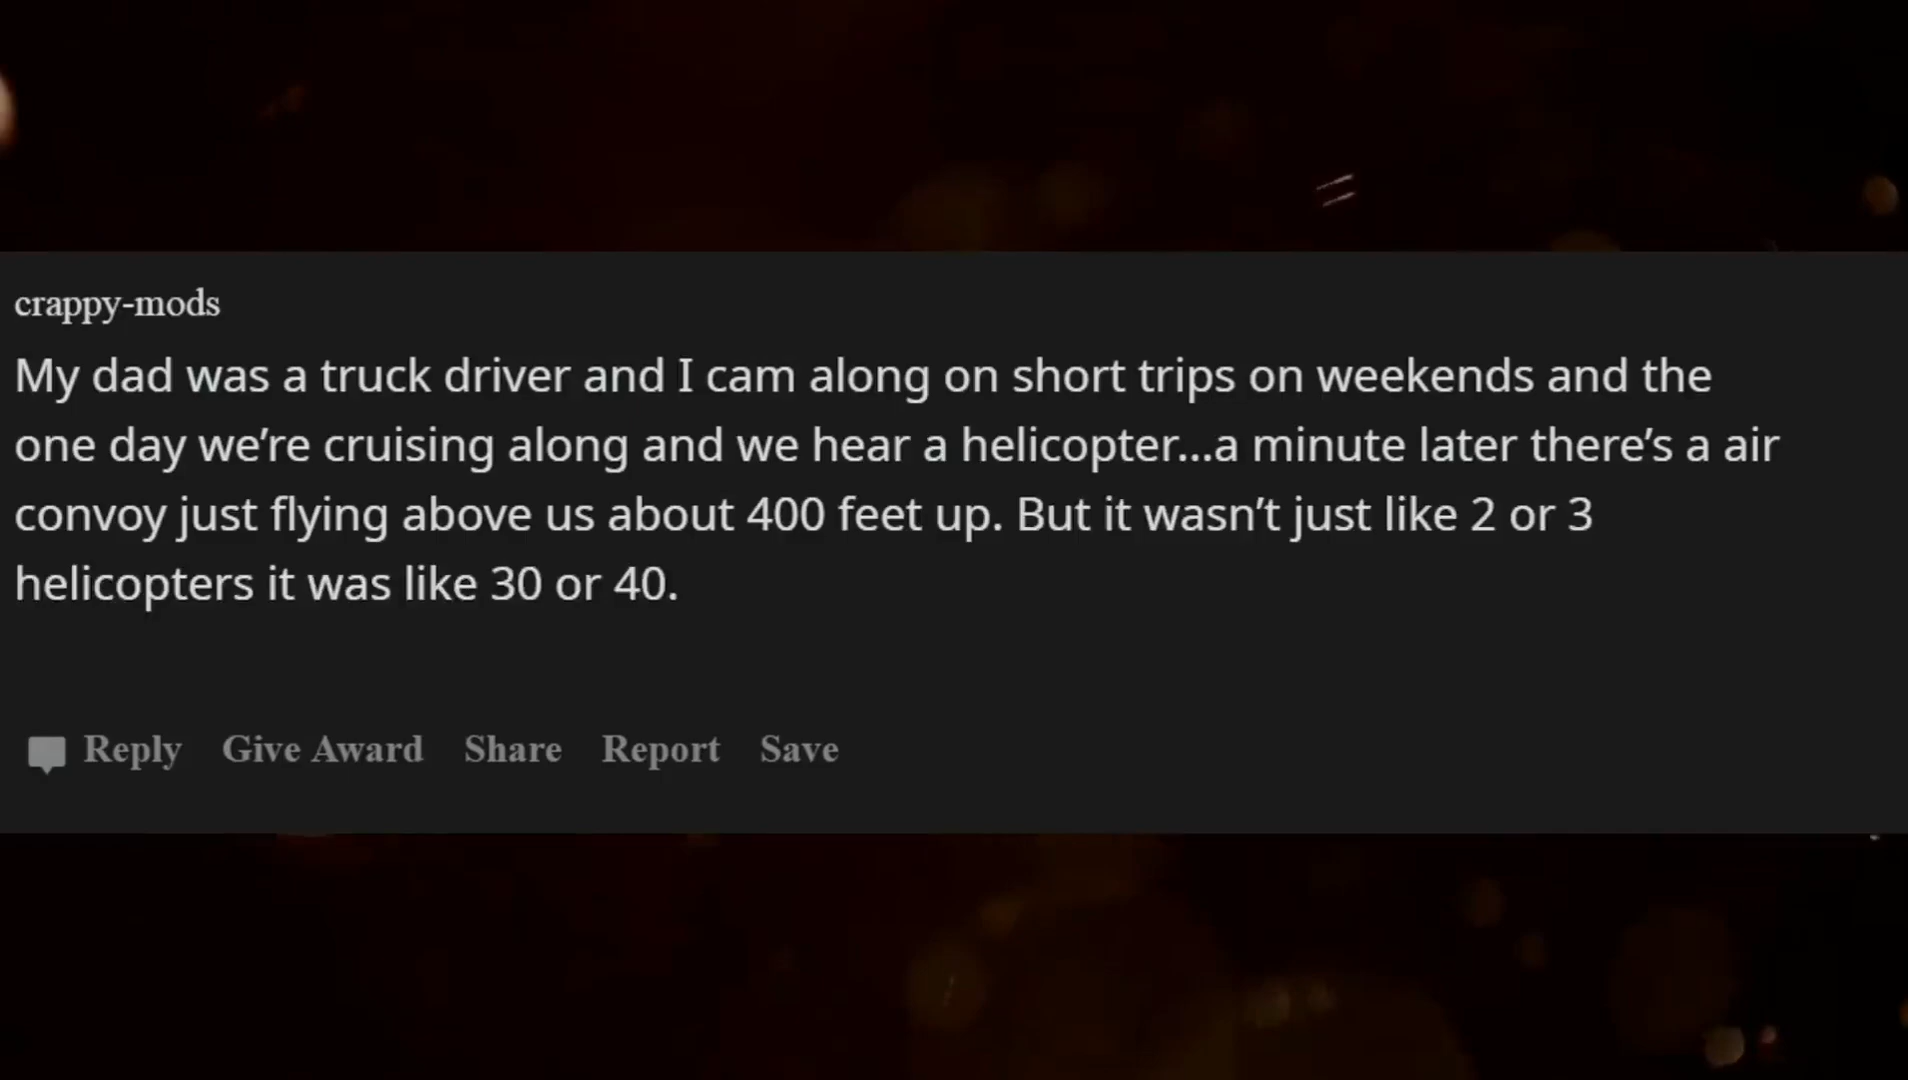 crappy-mods
My dad was a truck driver and I cam along on short trips on weekends and the
one day we’re cruising along and we hear a helicopter...a minute later there’s a air
convoy just flying above us about 400 feet up. But it wasn’t just like 2 or 3
helicopters it was like 30 or 40.
Reply Give Award Share Report Save